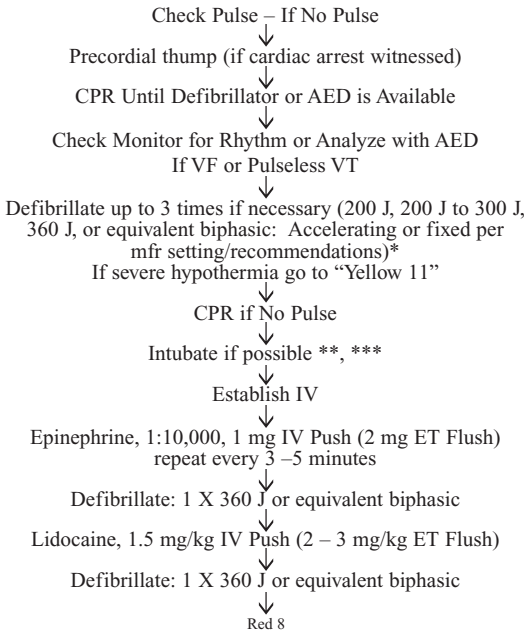 Check Pulse – If No Pulse
Precordial thump (if cardiac arrest witnessed)
CPR Until Defibrillator or AED is Available
Check Monitor for Rhythm or Analyze with AED
If VF or Pulseless VT
Defibrillate up to 3 times if necessary (200 J, 200 J to 300 J,
360 J, or equivalent biphasic: Accelerating or fixed per
mfr setting/recommendations)*
If severe hypothermia go to “Yellow 11”
CPR if No Pulse
Intubate if possible **, ***
Establish IV
Epinephrine, 1:10,000, 1 mg IV Push (2 mg ET Flush)
repeat every 3 –5 minutes
Defibrillate: 1 X 360 J or equivalent biphasic
Lidocaine, 1.5 mg/kg IV Push (2 – 3 mg/kg ET Flush)
Defibrillate: 1 X 360 J or equivalent biphasic
Red 8